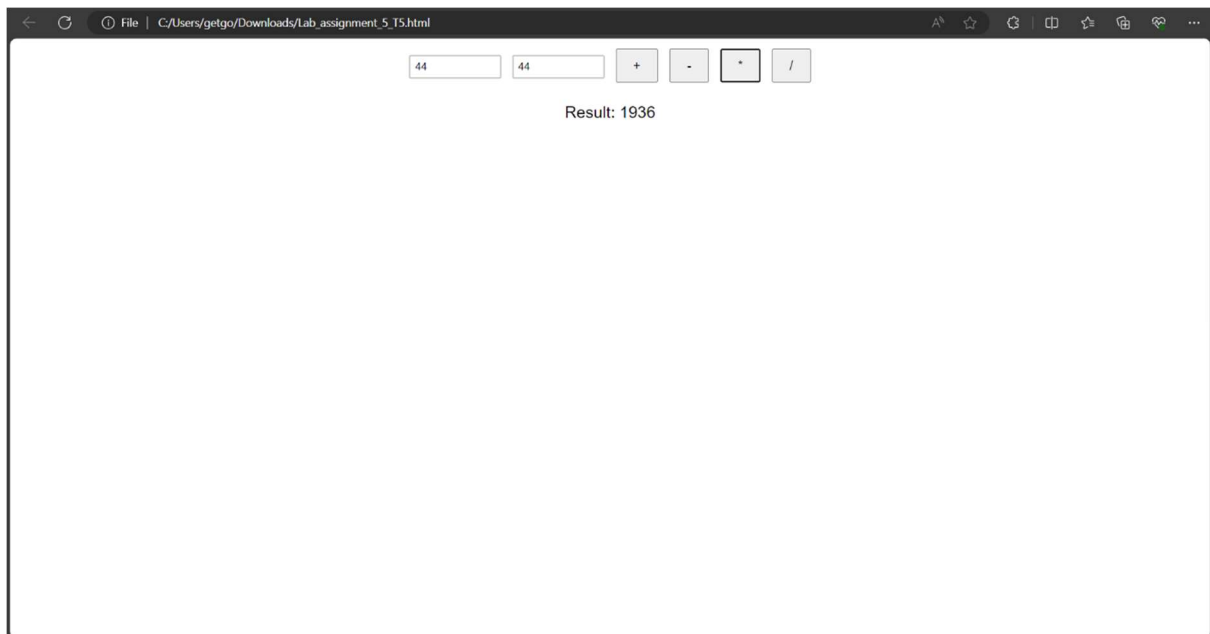 File | C:/Users/getgo/Downloads/Lab_assignment_5_T5.html
44 44 + - * /
Result: 1936